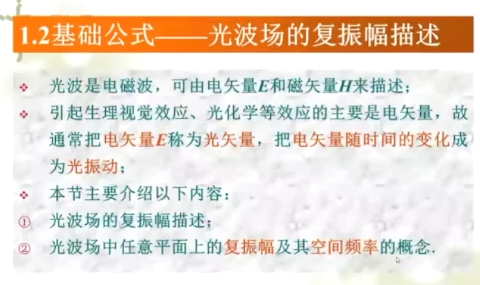 1.2基础公式——光波场的复振幅描述
❖ 光波是电磁波，可由电矢量E和磁矢量H来描述；
❖ 引起生理视觉效应、光化学等效应的主要是电矢量，故
通常把电矢量E称为光矢量，把电矢量随时间的变化成
为光振动；
❖ 本节主要介绍以下内容：
① 光波场的复振幅描述；
② 光波场中任意平面上的复振幅及其空间频率的概念.